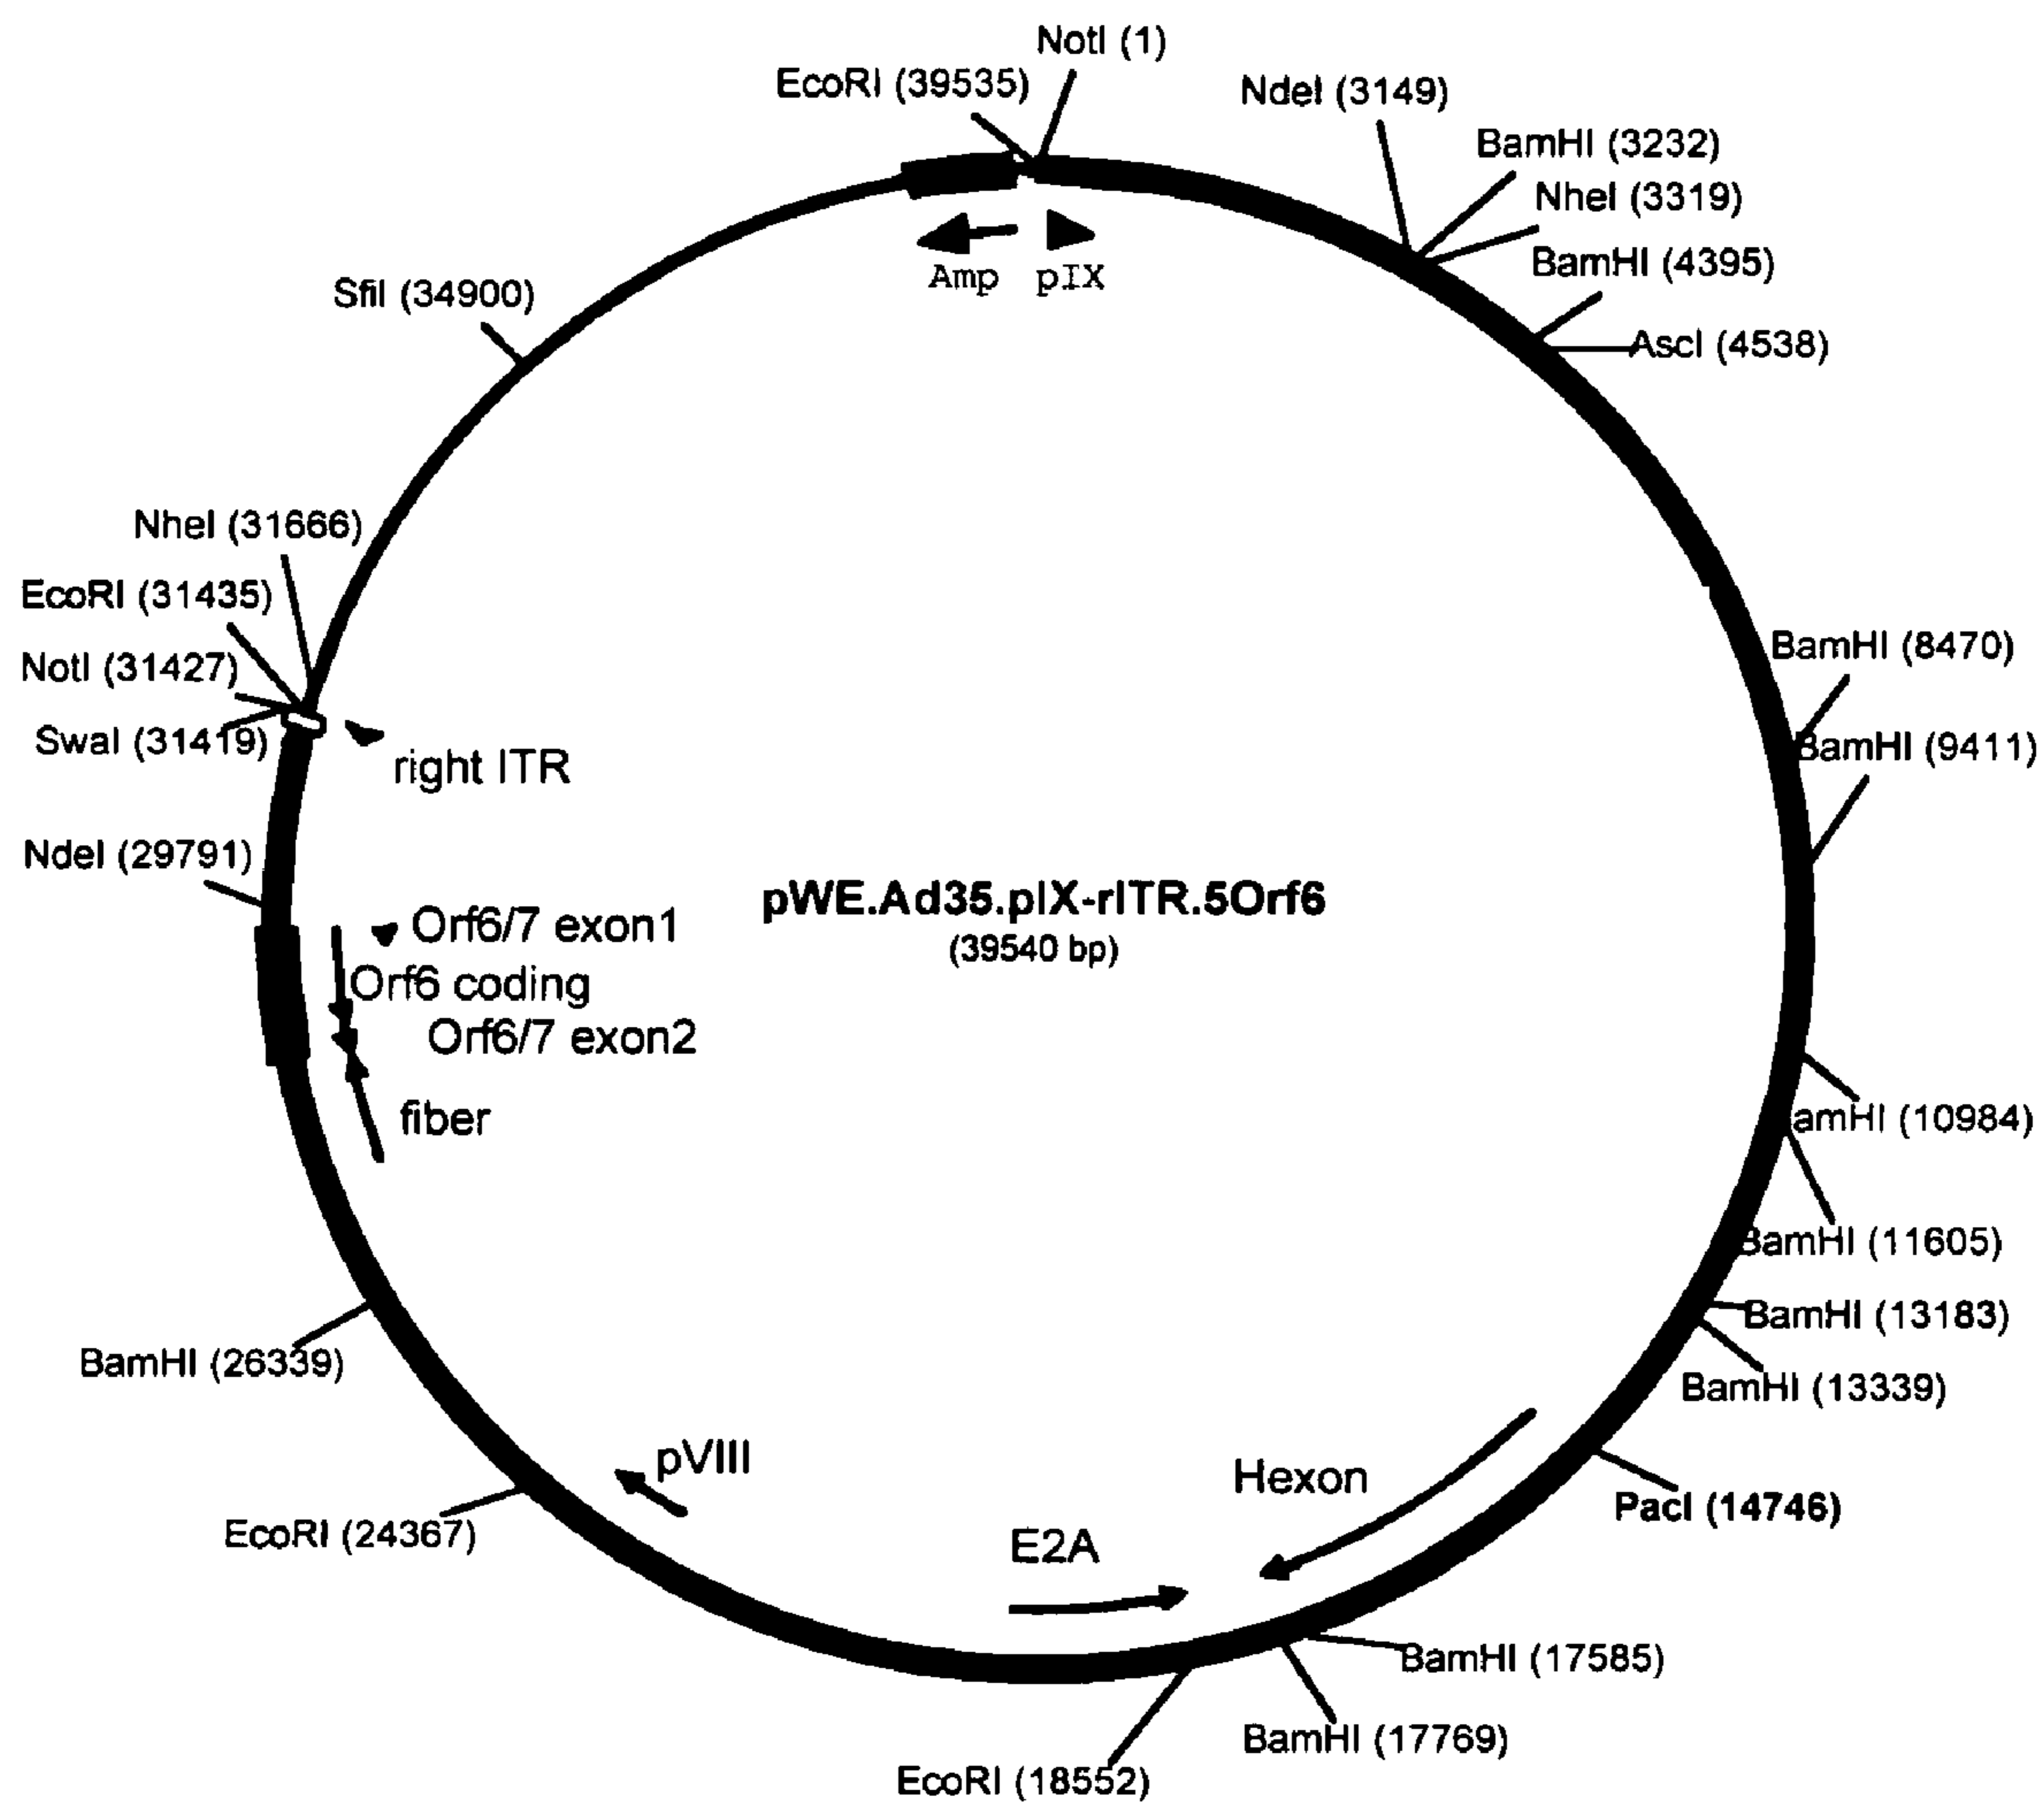 NotI (1)
EcoRI (39535)
NdeI (3149)
BamHI (3232)
NheI (3319)
BamHI (4395)
AscI (4538)
Amp
pIX
SfiI (34900)
NheI (31666)
EcoRI (31435)
NotI (31427)
SwaI (31419)
right ITR
BamHI (8470)
BamHI (9411)
NdeI (29791)
Orf6/7 exon1
Orf6 coding
Orf6/7 exon2
fiber
pWE.Ad35.pIX-rITR.5Orf6
(39540 bp)
amHI (10984)
BamHI (11605)
BamHI (13183)
BamHI (13339)
BamHI (26339)
pVIII
Hexon
PacI (14746)
EcoRI (24367)
E2A
BamHI (17585)
BamHI (17769)
EcoRI (18552)